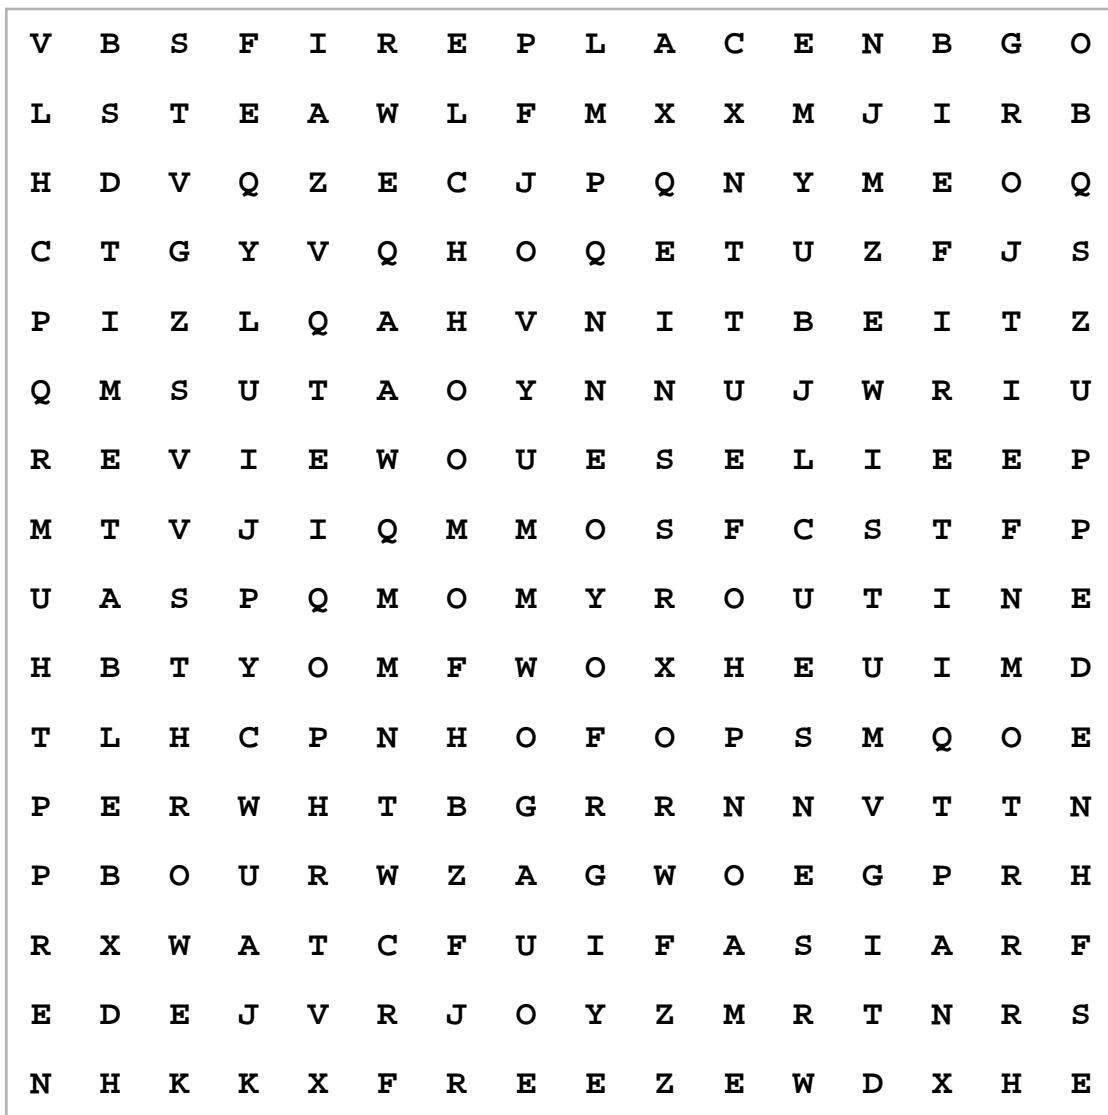 V B S F I R E P L A C E N B G O
L S T E A W L F M X X M J I R B
H D V Q Z E C J P Q N Y M E O Q
C T G Y V Q H O Q E T U Z F J S
P I Z L Q A H V N I T B E I T Z
Q M S U T A O Y N N U J W R I U
R E V I E W O U E S E L I E E P
M T V J I Q M M O S F C S T F P
U A S P Q M O M Y R O U T I N E
H B T Y O M F W O X H E U I M D
T L H C P N H O F O P S M Q O E
P E R W H T B G R R N N V T T N
P B O U R W Z A G W O E G P R H
R X W A T C F U I F A S I A R F
E D E J V R J O Y Z M R T N R S
N H K K X F R E E Z E W D X H E